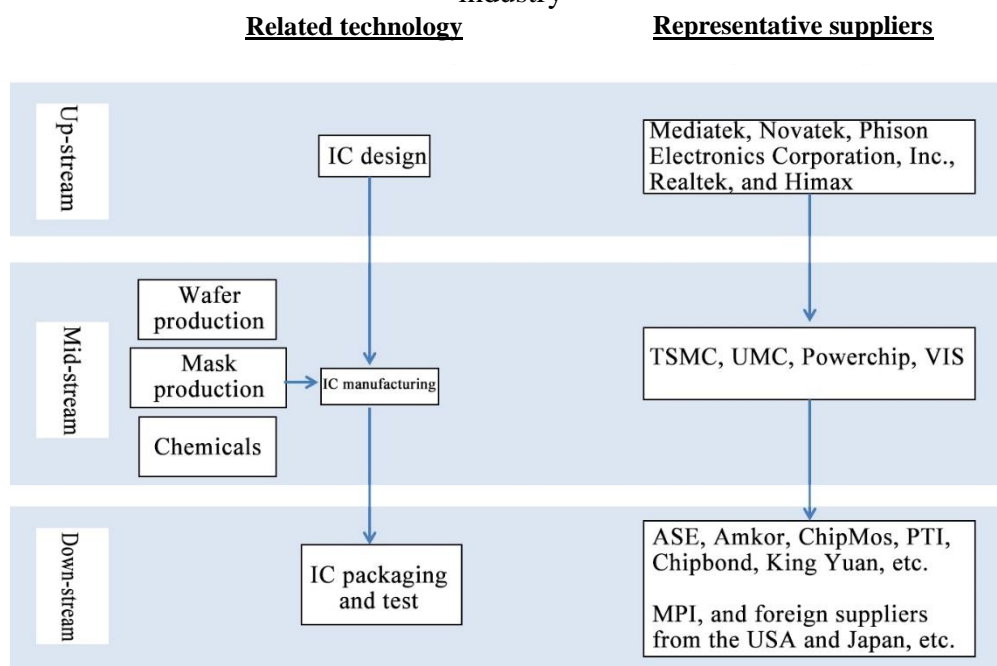 industry
Related technology
Representative suppliers
Up-stream
IC design
Mediatek, Novatek, Phison
Electronics Corporation, Inc.,
Realtek, and Himax
Mid-stream
Wafer
production
Mask
production
Chemicals
IC manufacturing
TSMC, UMC, Powerchip, VIS
Down-stream
IC packaging
and test
ASE, Amkor, ChipMos, PTI,
Chipbond, King Yuan, etc.
MPI, and foreign suppliers
from the USA and Japan, etc.